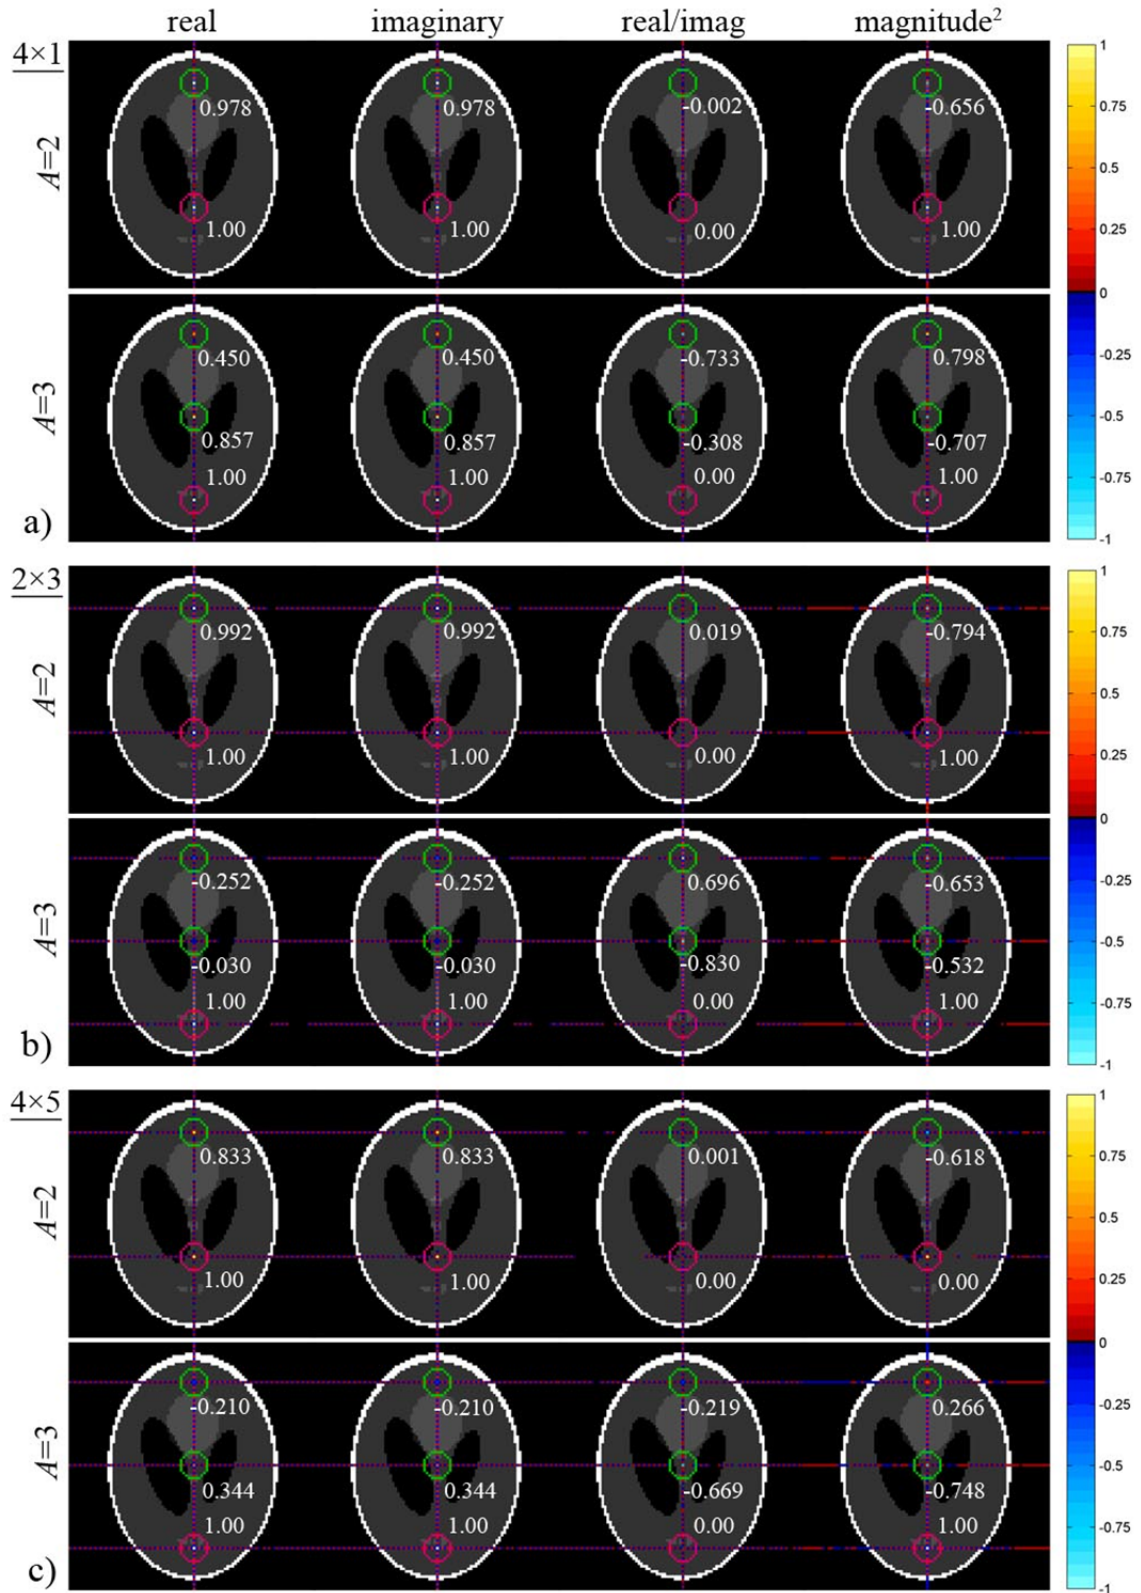 real imaginary real/imag magnitude²
4×1
A=2
0.978 0.978 -0.002 -0.656
1.00 1.00 0.00 1.00
A=3
0.450 0.450 -0.733 0.798
0.857 0.857 -0.308 -0.707
1.00 1.00 0.00 1.00
a)
1
0.75
0.5
0.25
0
-0.25
-0.5
-0.75
-1
2×3
A=2
0.992 0.992 0.019 -0.794
1.00 1.00 0.00 1.00
A=3
-0.252 -0.252 0.696 -0.653
-0.030 -0.030 -0.830 -0.532
1.00 1.00 0.00 1.00
b)
1
0.75
0.5
0.25
0
-0.25
-0.5
-0.75
-1
4×5
A=2
0.833 0.833 0.001 -0.618
1.00 1.00 0.00 0.00
A=3
-0.210 -0.210 -0.219 0.266
0.344 0.344 -0.669 -0.748
1.00 1.00 0.00 1.00
c)
1
0.75
0.5
0.25
0
-0.25
-0.5
-0.75
-1